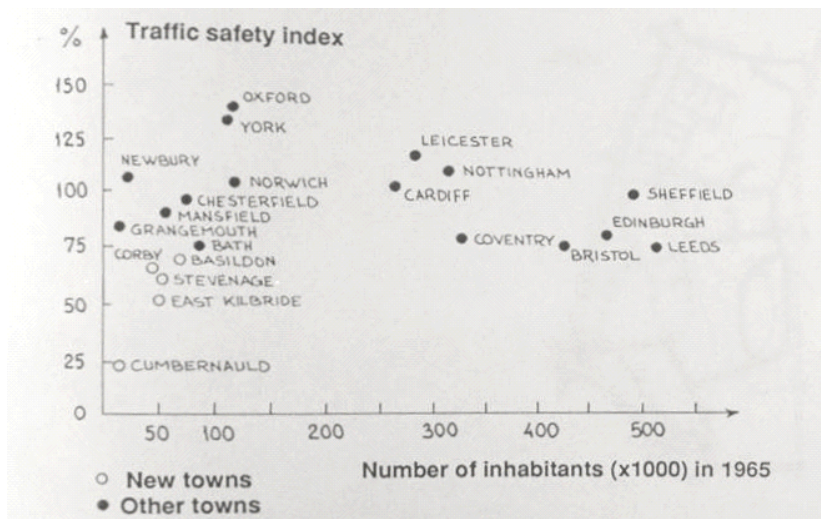 % Traffic safety index
150
OXFORD
YORK
125
LEICESTER
NEWBURY
NOTTINGHAM
NORWICH
100
CARDIFF
SHEFFIELD
CHESTERFIELD
MANSFIELD
GRANGEMOUTH
EDINBURGH
75
BATH
COVENTRY
LEEDS
CORBY
BASILDON
BRISTOL
STEVENAGE
50
EAST KILBRIDE
25
CUMBERNAULD
0
50 100 200 300 400 500
Number of inhabitants (x1000) in 1965
New towns
Other towns